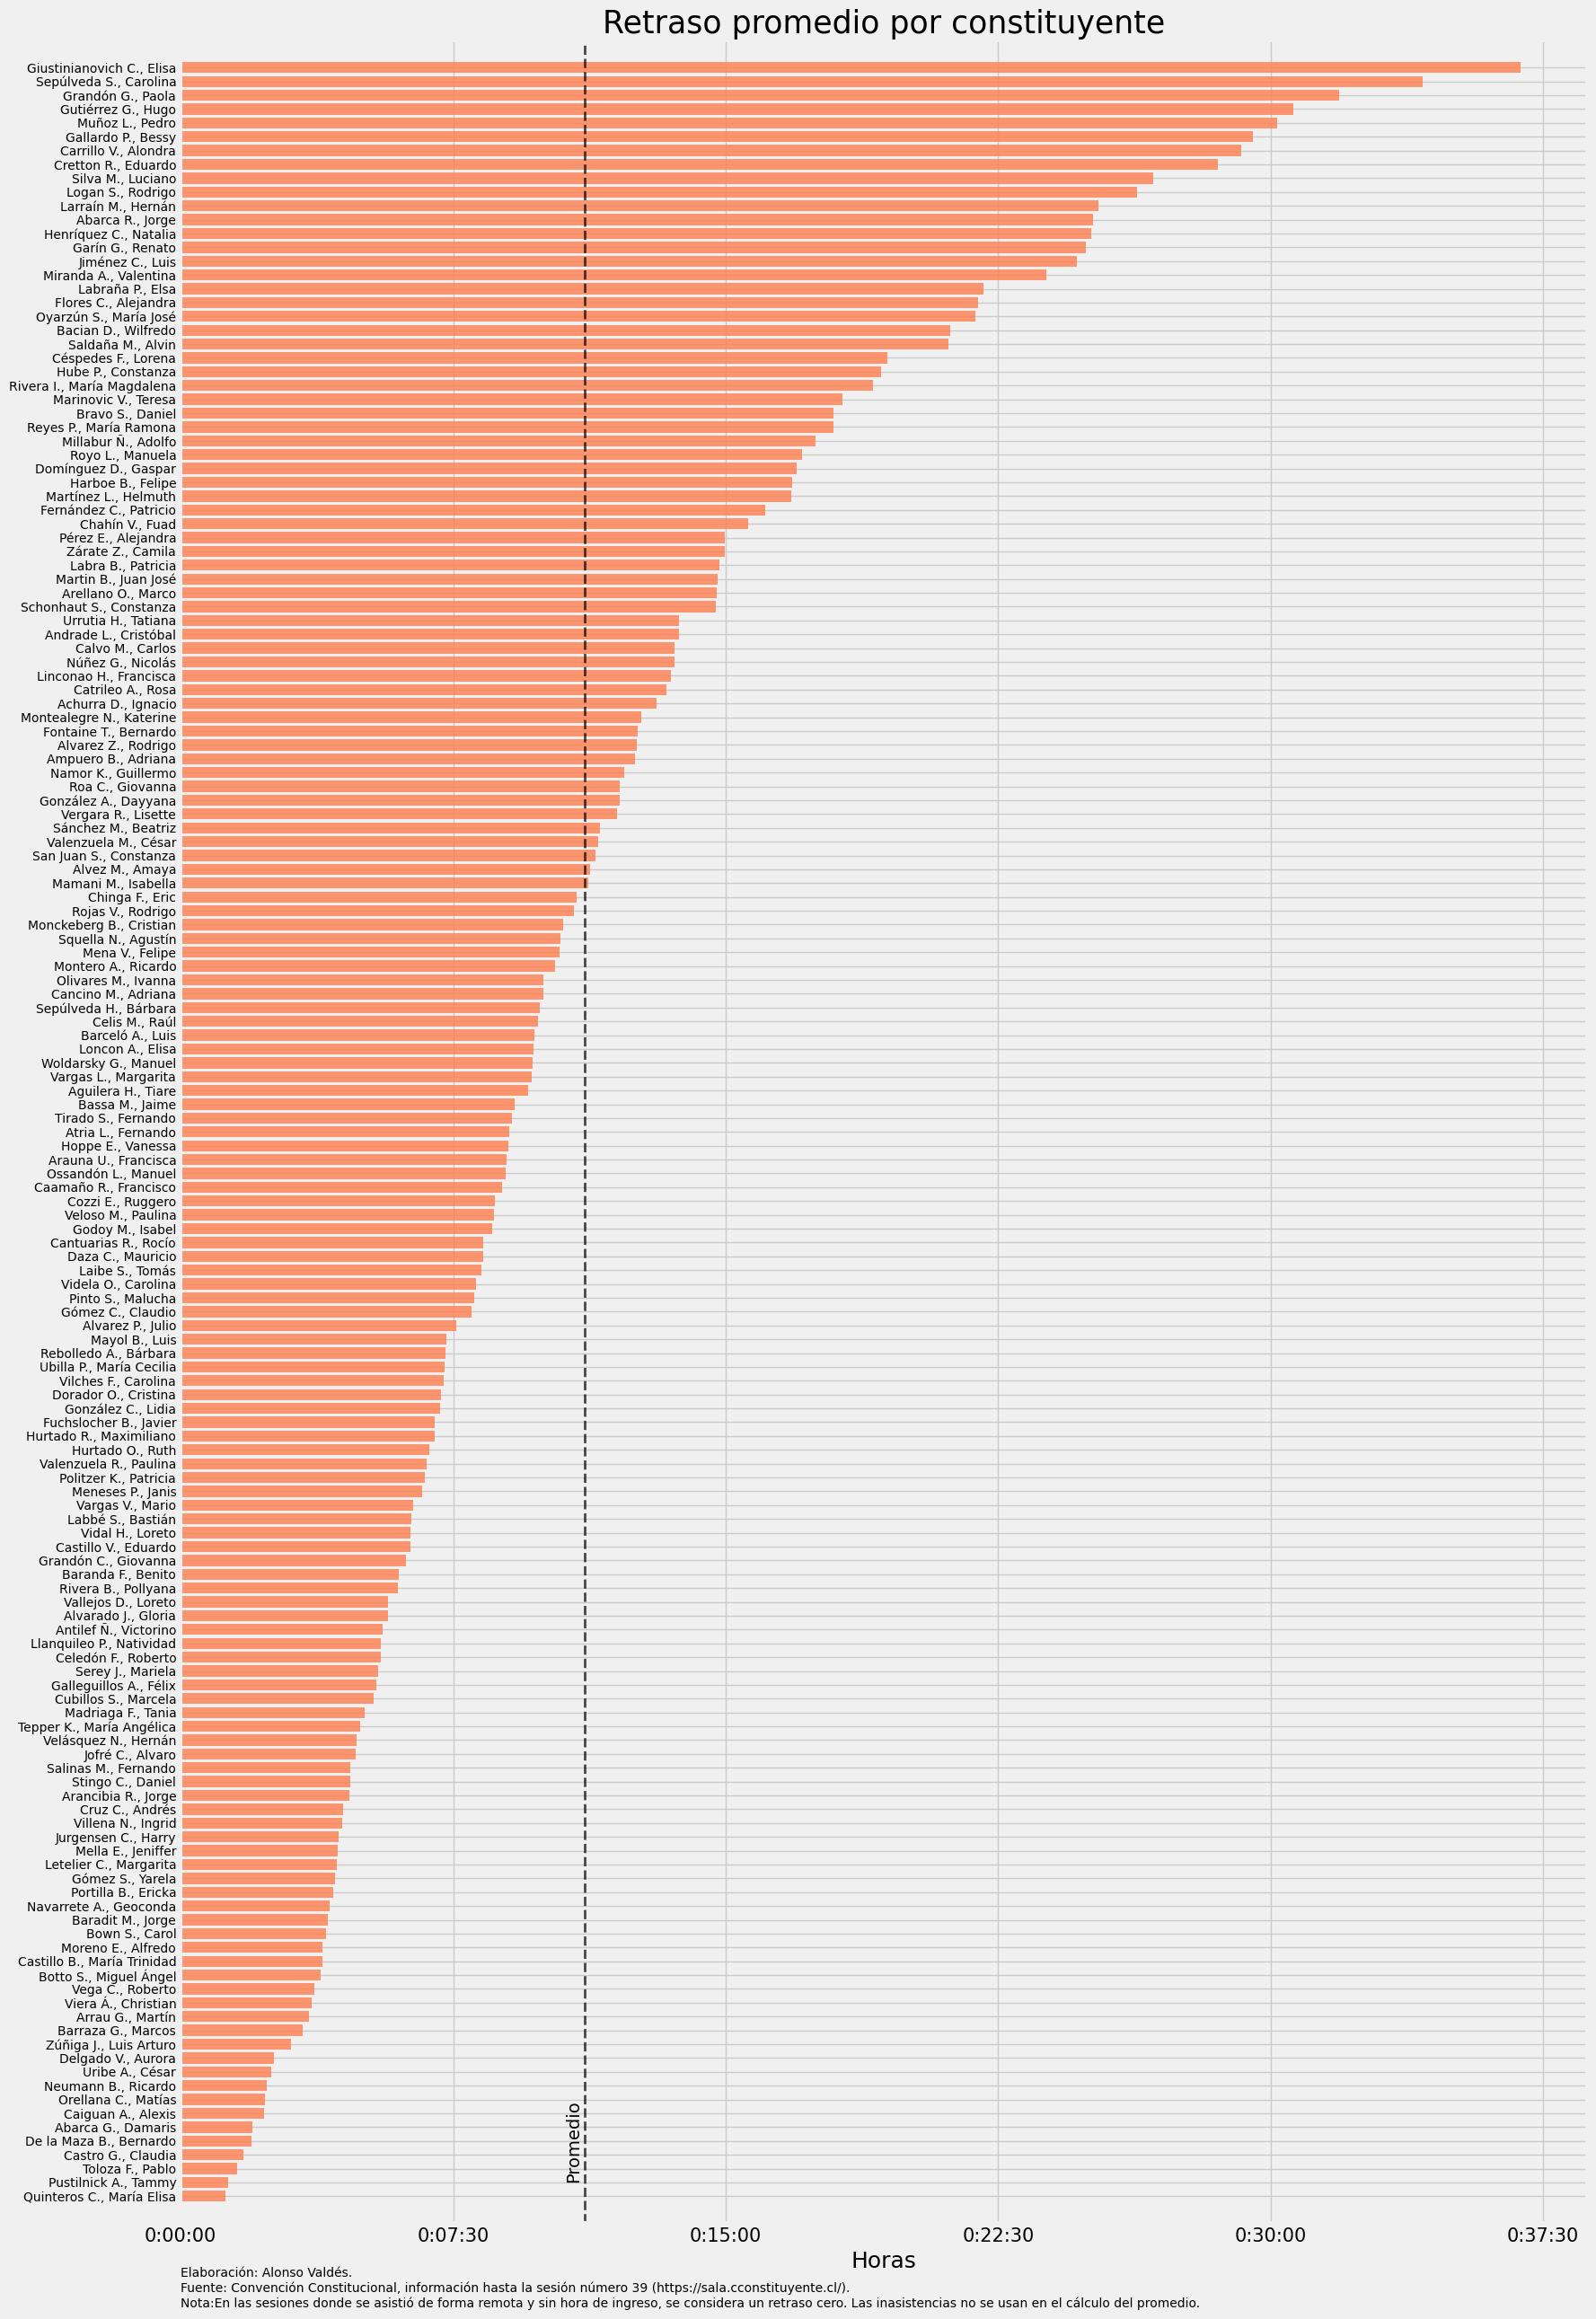 Retraso promedio por constituyente
Giustinianovich C., Elisa
Sepúlveda S., Carolina
Grandón G., Paola
Gutiérrez G., Hugo
Muñoz L., Pedro
Gallardo P., Bessy
Carrillo V., Alondra
Cretton R., Eduardo
Silva M., Luciano
Logan S., Rodrigo
Larraín M., Hernán
Abarca R., Jorge
Henríquez C., Natalia
Garín G., Renato
Jiménez C., Luis
Miranda A., Valentina
Labraña P., Elsa
Flores C., Alejandra
Oyarzún S., María José
Bacian D., Wilfredo
Saldaña M., Alvin
Céspedes F., Lorena
Hube P., Constanza
Rivera I., María Magdalena
Marinovic V., Teresa
Bravo S., Daniel
Reyes P., María Ramona
Millabur Ñ., Adolfo
Royo L., Manuela
Domínguez D., Gaspar
Harboe B., Felipe
Martínez L., Helmuth
Fernández C., Patricio
Chahín V., Fuad
Pérez E., Alejandra
Zárate Z., Camila
Labra B., Patricia
Martin B., Juan José
Arellano O., Marco
Schonhaut S., Constanza
Urrutia H., Tatiana
Andrade L., Cristóbal
Calvo M., Carlos
Núñez G., Nicolás
Linconao H., Francisca
Catrileo A., Rosa
Achurra D., Ignacio
Montealegre N., Katerine
Fontaine T., Bernardo
Alvarez Z., Rodrigo
Ampuero B., Adriana
Namor K., Guillermo
Roa C., Giovanna
González A., Dayyana
Vergara R., Lisette
Sánchez M., Beatriz
Valenzuela M., César
San Juan S., Constanza
Alvez M., Amaya
Mamani M., Isabella
Chinga F., Eric
Rojas V., Rodrigo
Monckeberg B., Cristian
Squella N., Agustín
Mena V., Felipe
Montero A., Ricardo
Olivares M., Ivanna
Cancino M., Adriana
Sepúlveda H., Bárbara
Celis M., Raúl
Barceló A., Luis
Loncon A., Elisa
Woldarsky G., Manuel
Vargas L., Margarita
Aguilera H., Tiare
Bassa M., Jaime
Tirado S., Fernando
Atria L., Fernando
Hoppe E., Vanessa
Arauna U., Francisca
Ossandón L., Manuel
Caamaño R., Francisco
Cozzi E., Ruggero
Veloso M., Paulina
Godoy M., Isabel
Cantuarias R., Rocío
Daza C., Mauricio
Laibe S., Tomás
Videla O., Carolina
Pinto S., Malucha
Gómez C., Claudio
Alvarez P., Julio
Mayol B., Luis
Rebolledo A., Bárbara
Ubilla P., María Cecilia
Vilches F., Carolina
Dorador O., Cristina
González C., Lidia
Fuchslocher B., Javier
Hurtado R., Maximiliano
Hurtado O., Ruth
Valenzuela R., Paulina
Politzer K., Patricia
Meneses P., Janis
Vargas V., Mario
Labbé S., Bastián
Vidal H., Loreto
Castillo V., Eduardo
Grandón C., Giovanna
Baranda F., Benito
Rivera B., Pollyana
Vallejos D., Loreto
Alvarado J., Gloria
Antilef Ñ., Victorino
Llanquileo P., Natividad
Celedón F., Roberto
Serey J., Mariela
Galleguillos A., Félix
Cubillos S., Marcela
Madriaga F., Tania
Tepper K., María Angélica
Velásquez N., Hernán
Jofré C., Alvaro
Salinas M., Fernando
Stingo C., Daniel
Arancibia R., Jorge
Cruz C., Andrés
Villena N., Ingrid
Jurgensen C., Harry
Mella E., Jeniffer
Letelier C., Margarita
Gómez S., Yarela
Portilla B., Ericka
Navarrete A., Geoconda
Baradit M., Jorge
Bown S., Carol
Moreno E., Alfredo
Castillo B., María Trinidad
Botto S., Miguel Ángel
Vega C., Roberto
Viera Á., Christian
Arrau G., Martín
Barraza G., Marcos
Zúñiga J., Luis Arturo
Delgado V., Aurora
Uribe A., César
Neumann B., Ricardo
Orellana C., Matías
Caiguan A., Alexis
Abarca G., Damaris
De la Maza B., Bernardo
Castro G., Claudia
Toloza F., Pablo
Pustilnick A., Tammy
Quinteros C., María Elisa
Promedio
0:00:00 0:07:30 0:15:00 0:22:30 0:30:00 0:37:30
Horas
Elaboración: Alonso Valdés.
Fuente: Convención Constitucional, información hasta la sesión número 39 (https://sala.cconstituyente.cl/).
Nota:En las sesiones donde se asistió de forma remota y sin hora de ingreso, se considera un retraso cero. Las inasistencias no se usan en el cálculo del promedio.